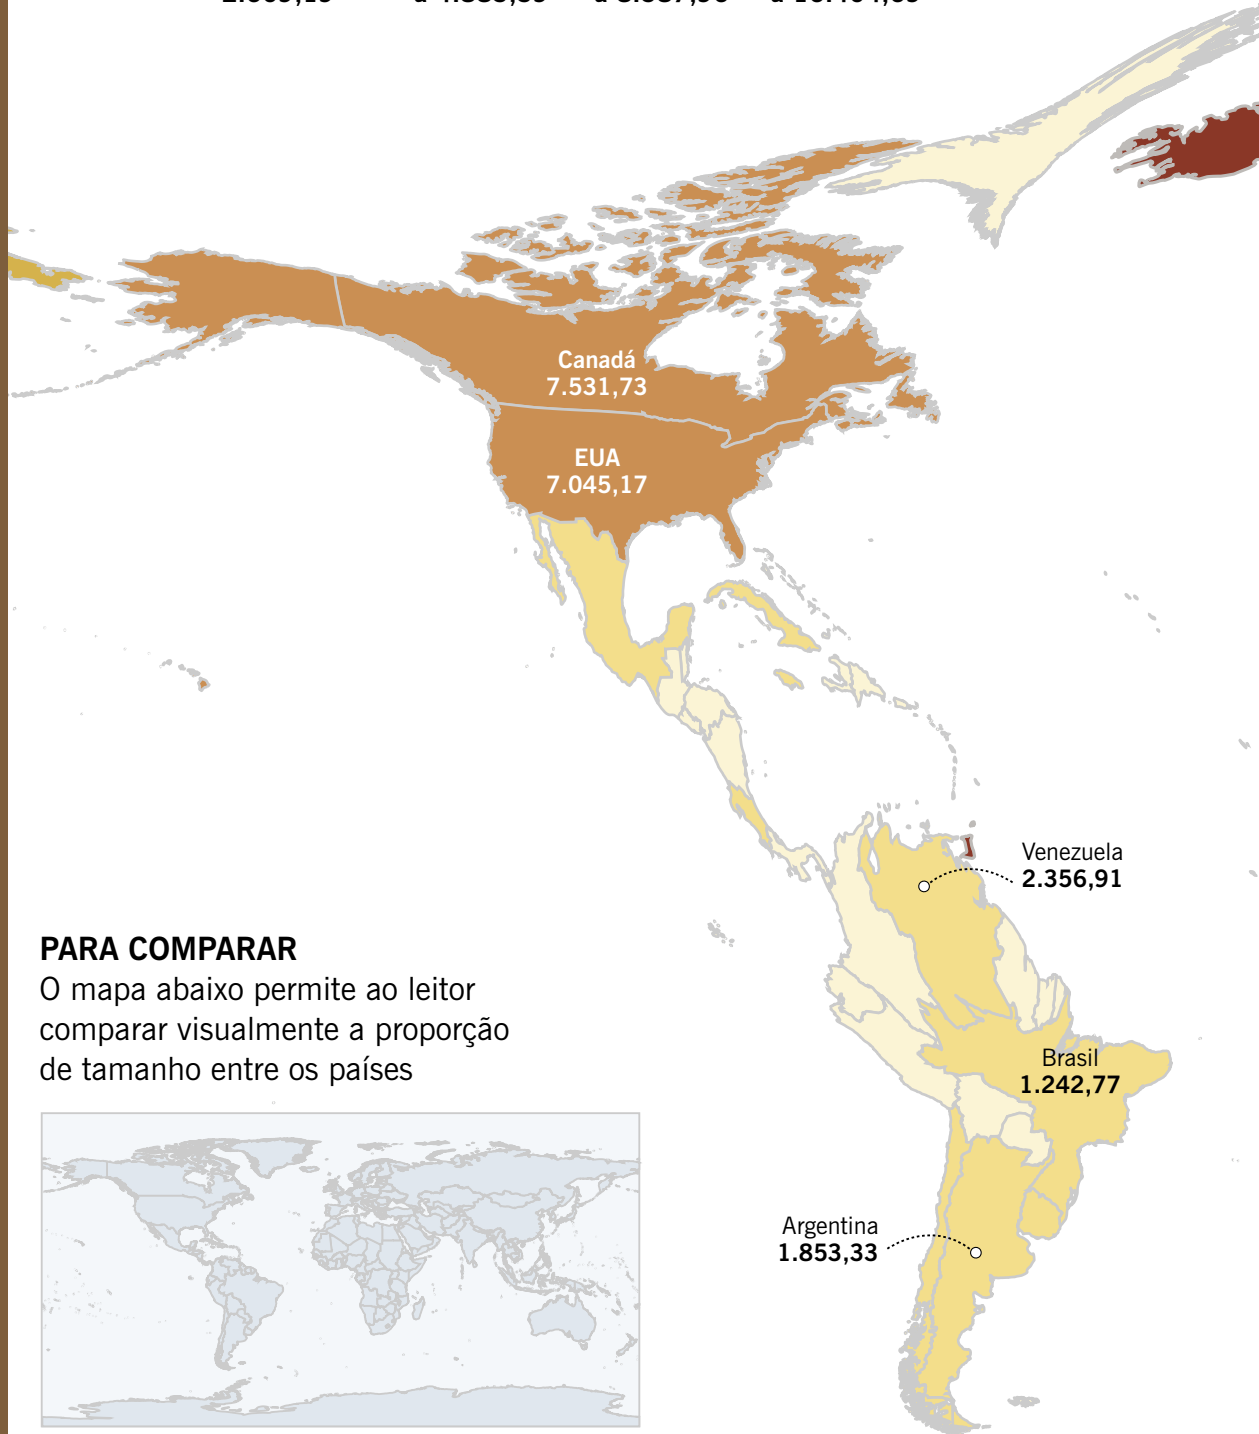 Canadá
7.531,73
EUA
7.045,17
Venezuela
2.356,91
PARA COMPARAR
O mapa abaixo permite ao leitor
comparar visualmente a proporção
de tamanho entre os países
Brasil
1.242,77
Argentina
1.853,33